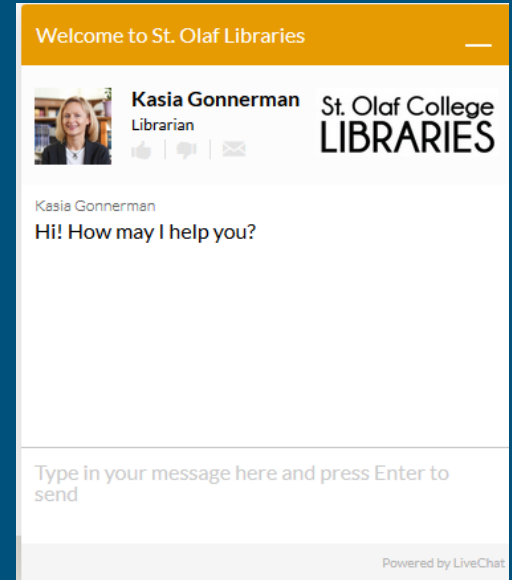 Welcome to St. Olaf Libraries
Kasia Gonnerman
Librarian
St. Olaf College
LIBRARIES
Kasia Gonnerman
Hi! How may I help you?
Type in your message here and press Enter to
send
Powered by LiveChat